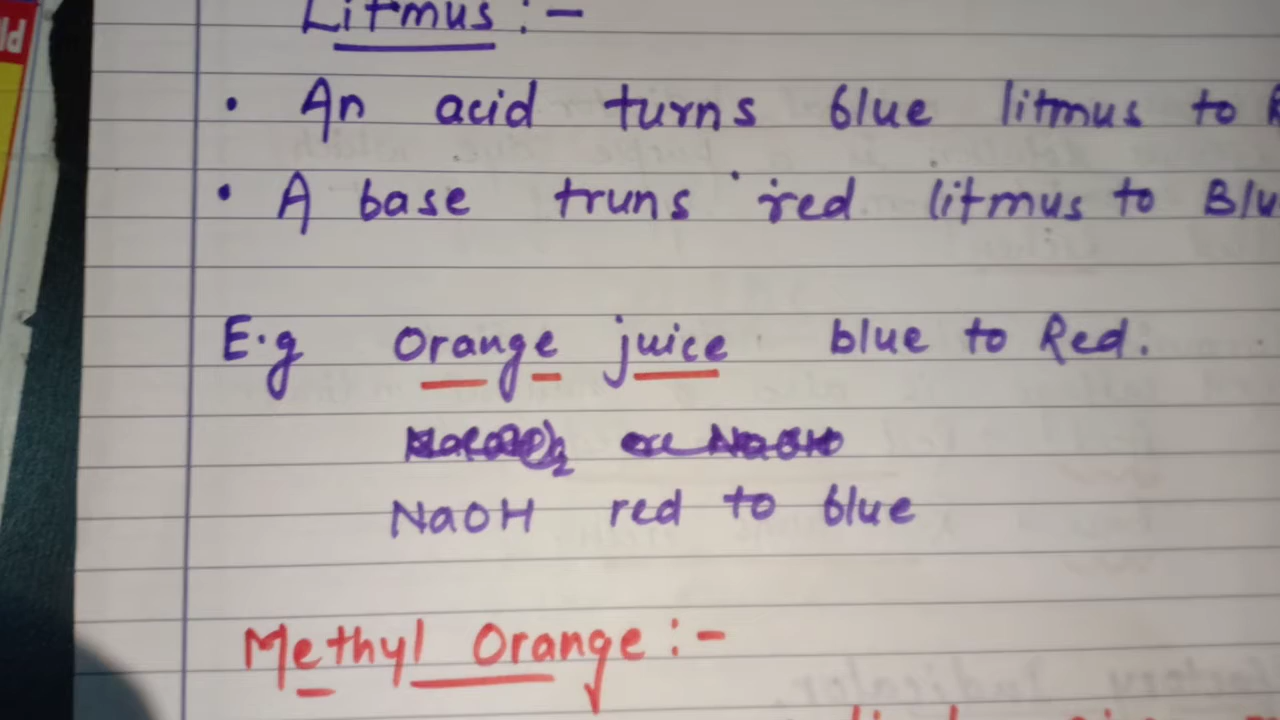 Litmus :-
• An acid turns blue litmus to
• A base truns red litmus to Blu
E.g Orange juice blue to Red.
NaOH red to blue
Methyl Orange :-